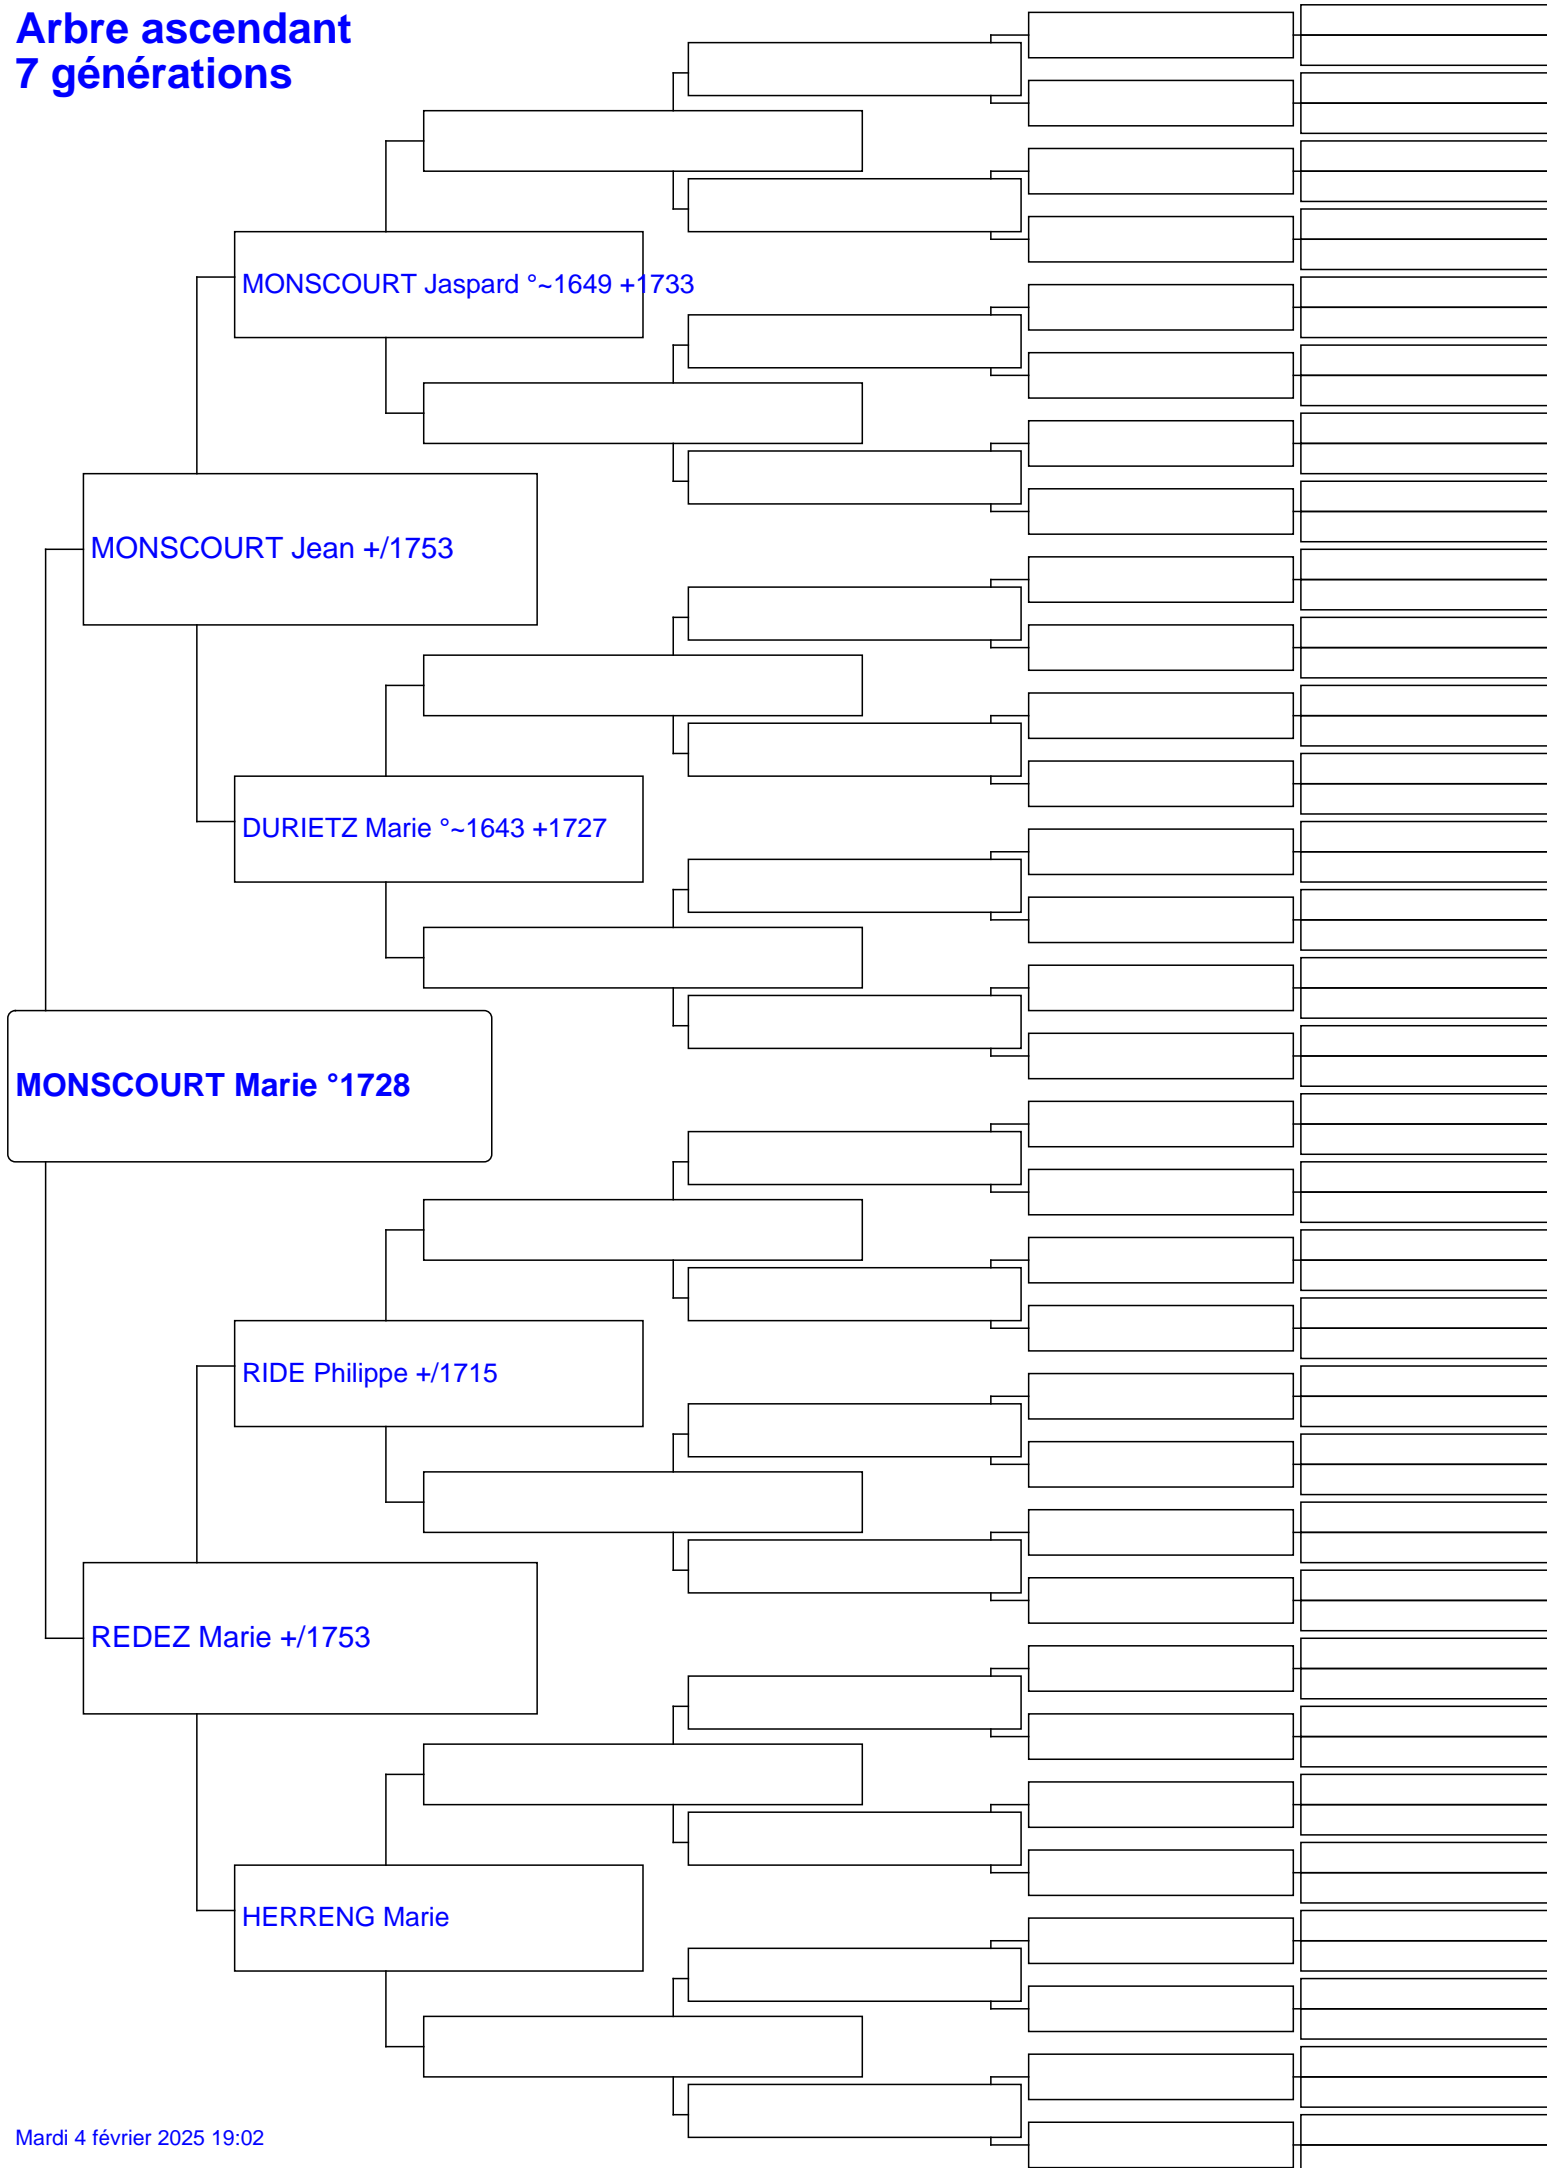 Arbre ascendant
7 générations
MONSCOURT Jaspard °~1649 +1733
MONSCOURT Jean +/1753
DURIETZ Marie °~1643 +1727
MONSCOURT Marie °1728
RIDE Philippe +/1715
REDEZ Marie +/1753
HERRENG Marie
Mardi 4 février 2025 19:02